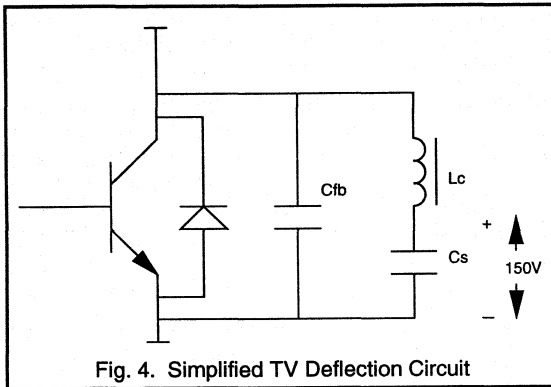 Cfb
Lc
+
Cs
150V
–
Fig. 4. Simplified TV Deflection Circuit